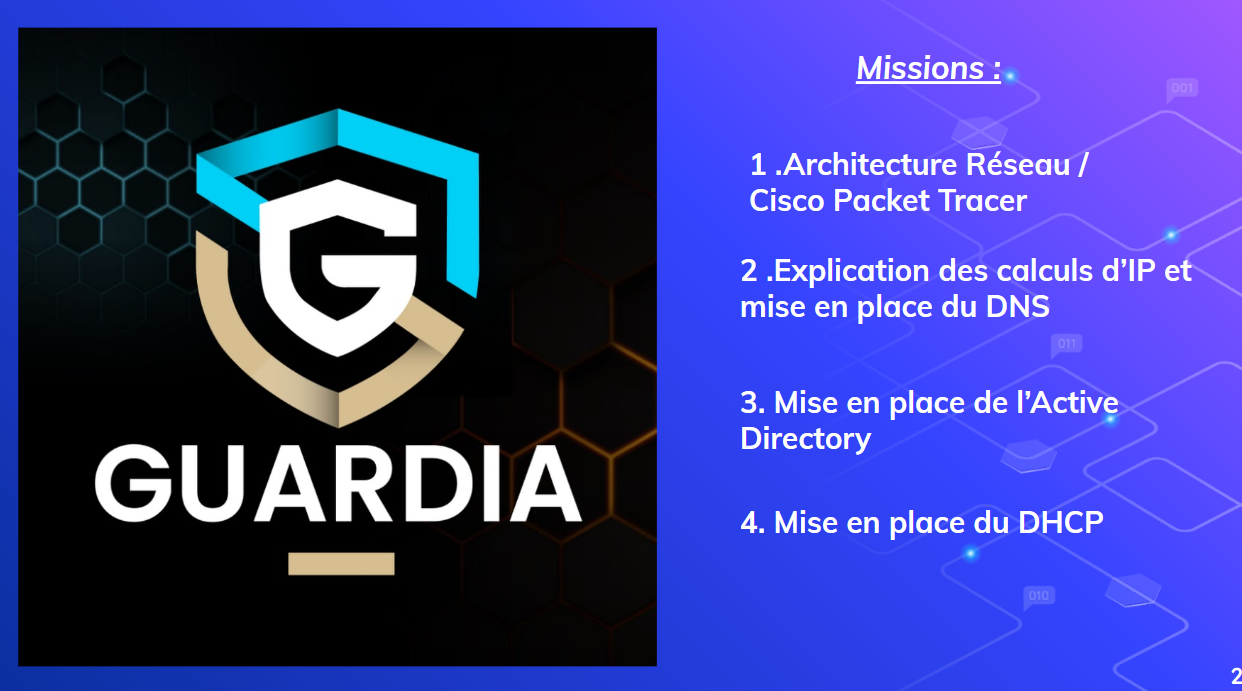 GUARDIA
Missions :
1 .Architecture Réseau /
Cisco Packet Tracer
2 .Explication des calculs d’IP et
mise en place du DNS
3. Mise en place de l’Active
Directory
4. Mise en place du DHCP
001
011
010
2